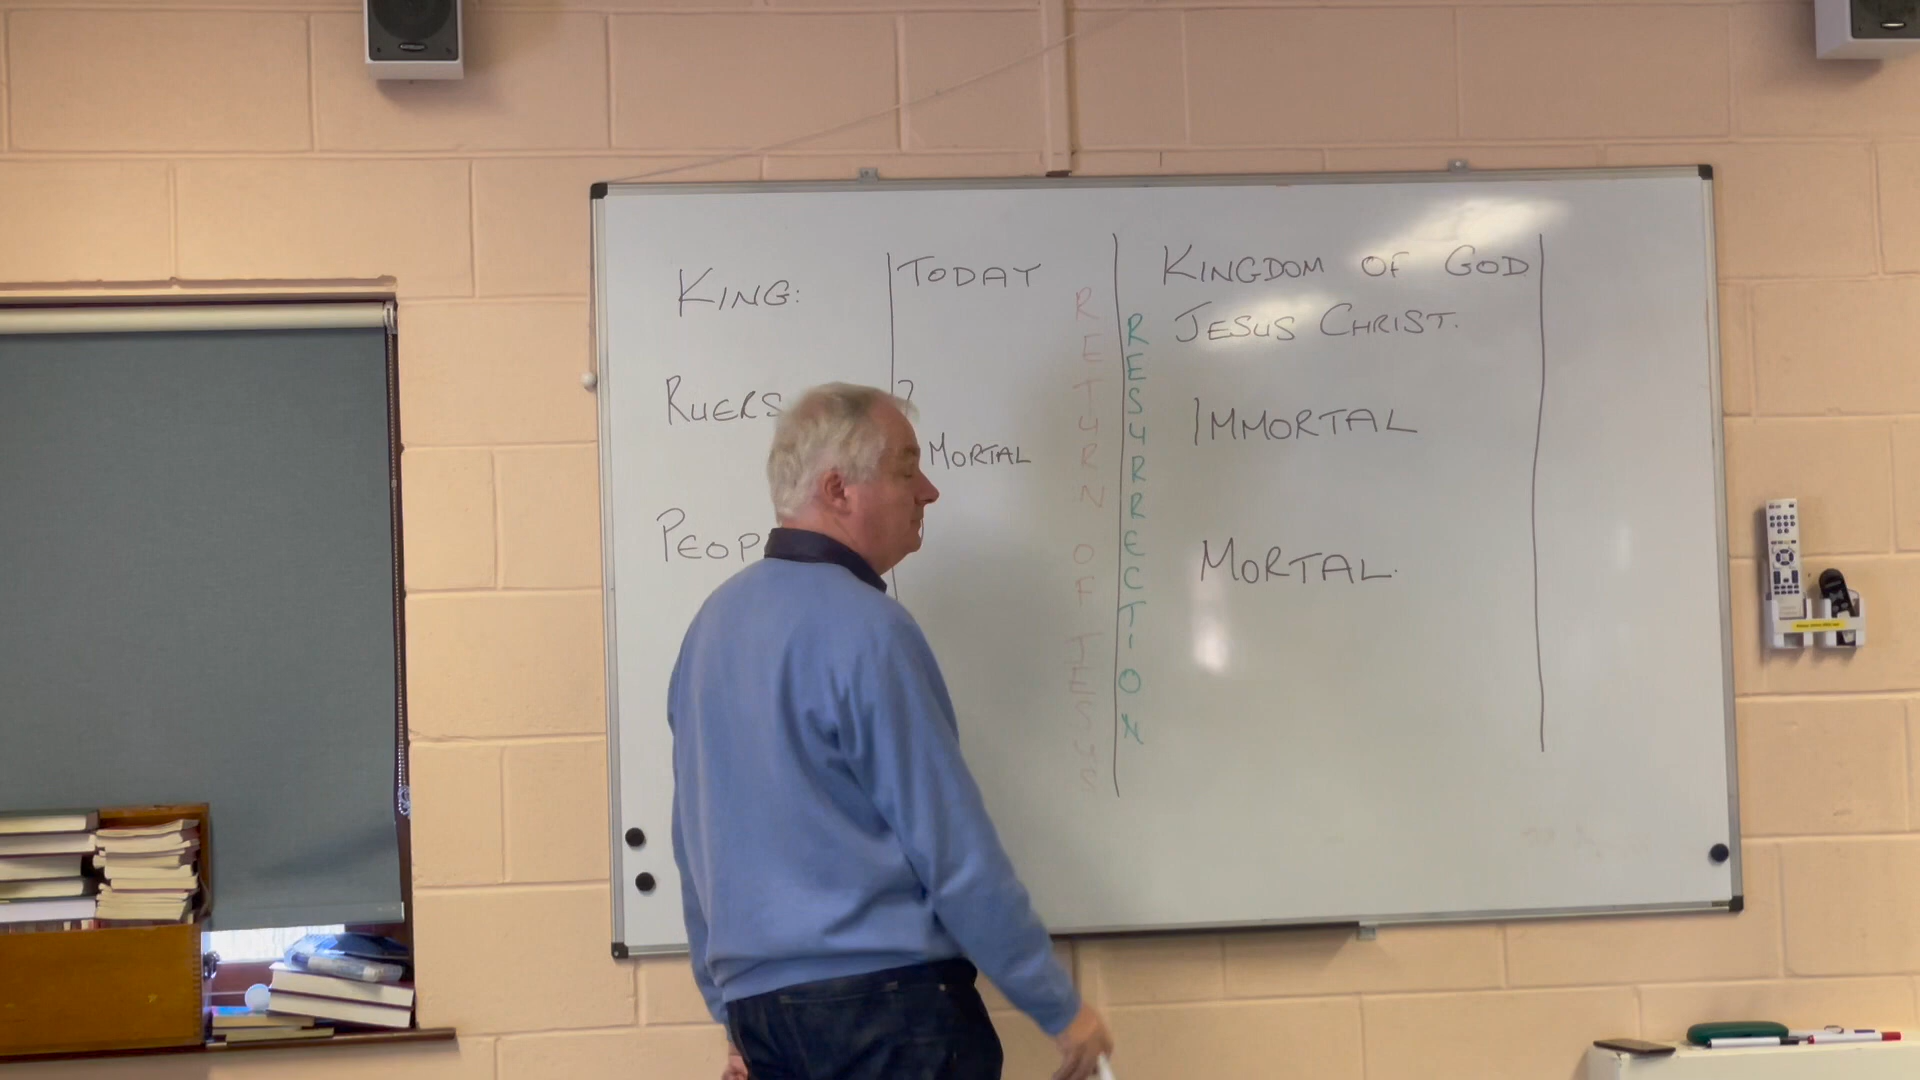 KING:
TODAY
KINGDOM OF GOD
JESUS CHRIST.
RUERS
?
MORTAL
IMMORTAL
PEOP
MORTAL.
RETURN OF JESUS
RESURRECTION